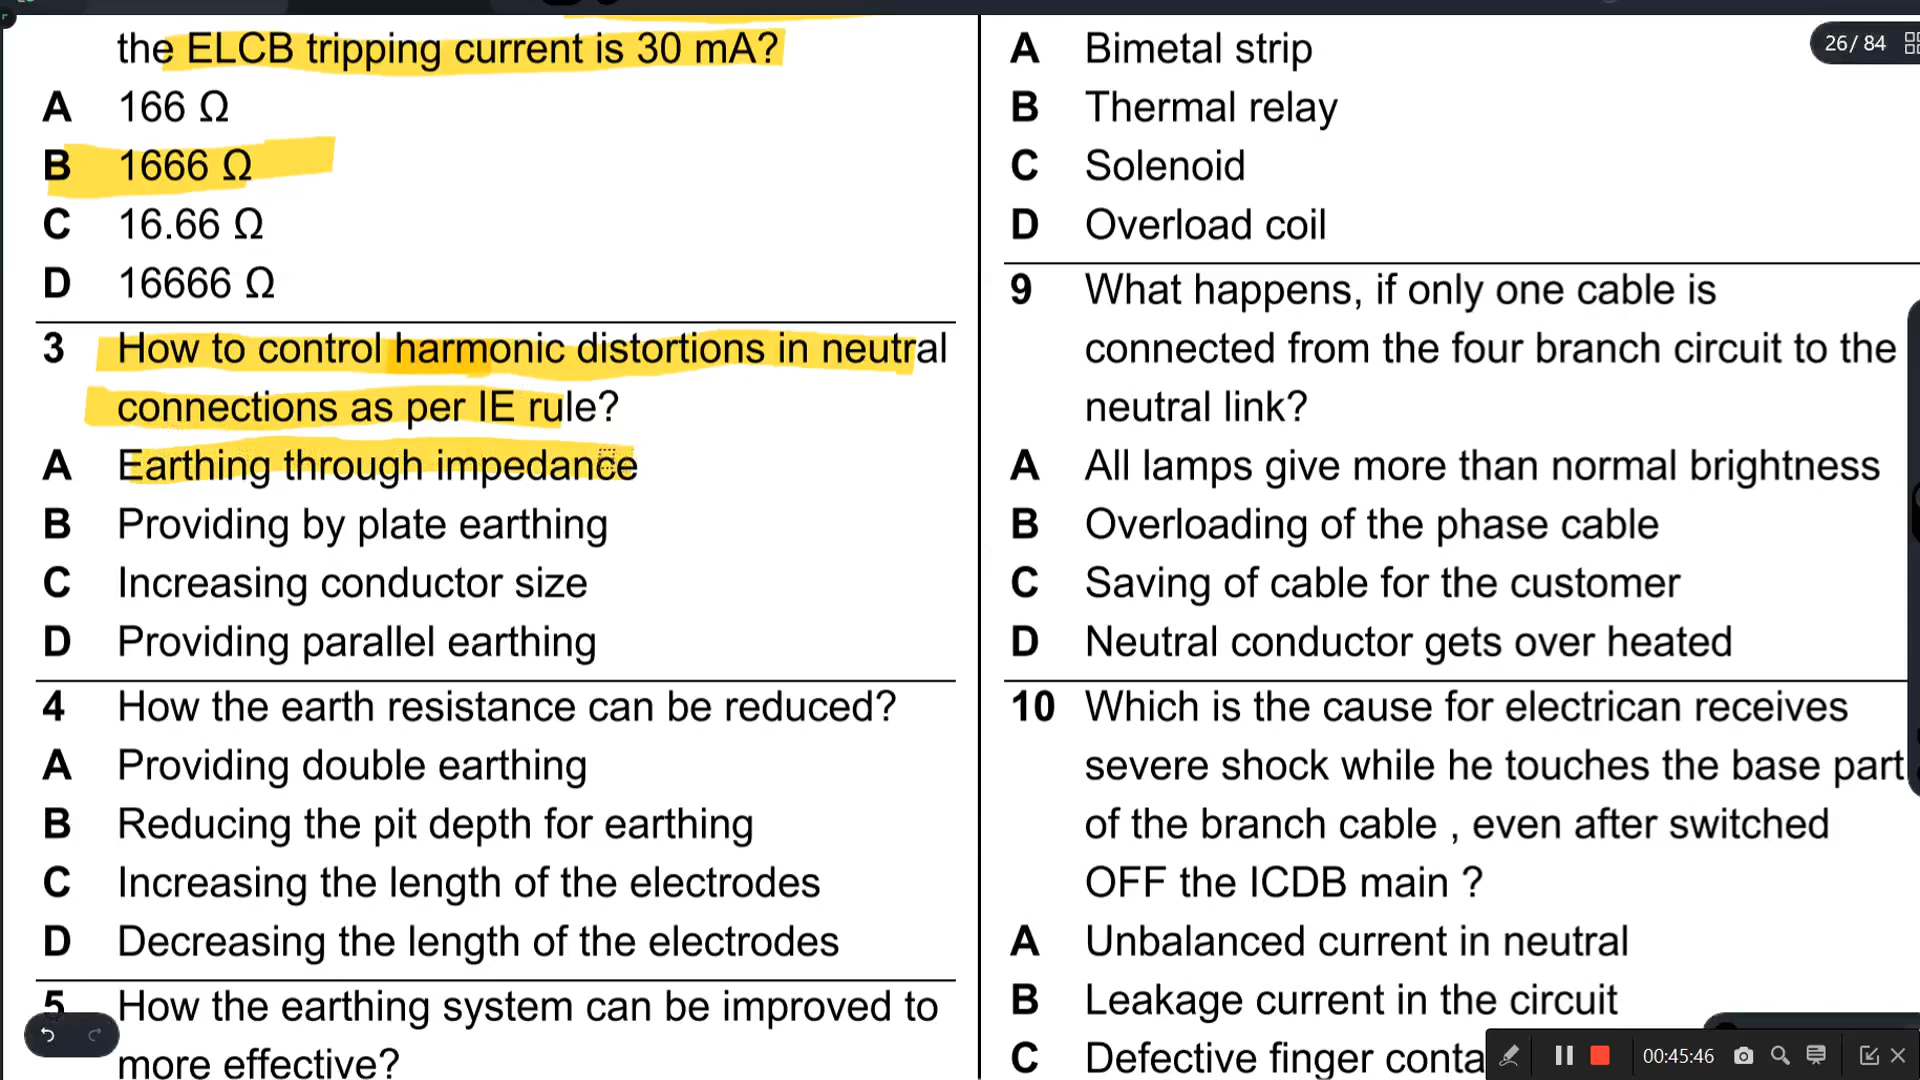 the ELCB tripping current is 30 mA?
A 166 Ω
B 1666 Ω
C 16.66 Ω
D 16666 Ω
3 How to control harmonic distortions in neutral
connections as per IE rule?
A Earthing through impedance
B Providing by plate earthing
C Increasing conductor size
D Providing parallel earthing
4 How the earth resistance can be reduced?
A Providing double earthing
B Reducing the pit depth for earthing
C Increasing the length of the electrodes
D Decreasing the length of the electrodes
5 How the earthing system can be improved to
more effective?
A Bimetal strip
B Thermal relay
C Solenoid
D Overload coil
9 What happens, if only one cable is
connected from the four branch circuit to the
neutral link?
A All lamps give more than normal brightness
B Overloading of the phase cable
C Saving of cable for the customer
D Neutral conductor gets over heated
10 Which is the cause for electrican receives
severe shock while he touches the base part
of the branch cable , even after switched
OFF the ICDB main ?
A Unbalanced current in neutral
B Leakage current in the circuit
C Defective finger conta
26 / 84
00:45:46